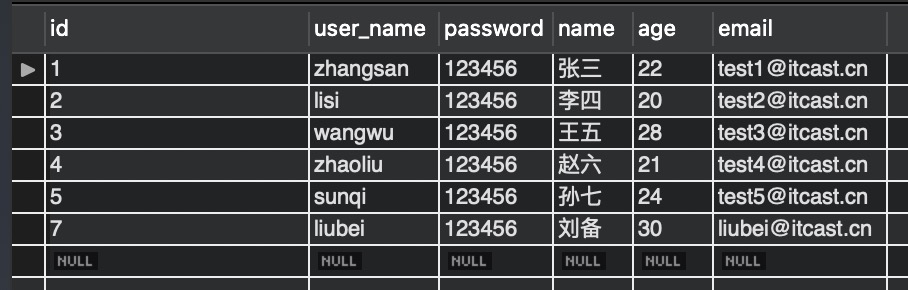 id user_name password name age email
1 zhangsan 123456 张三 22 test1@itcast.cn
2 lisi 123456 李四 20 test2@itcast.cn
3 wangwu 123456 王五 28 test3@itcast.cn
4 zhaoliu 123456 赵六 21 test4@itcast.cn
5 sunqi 123456 孙七 24 test5@itcast.cn
7 liubei 123456 刘备 30 liubei@itcast.cn
NULL NULL NULL NULL NULL NULL